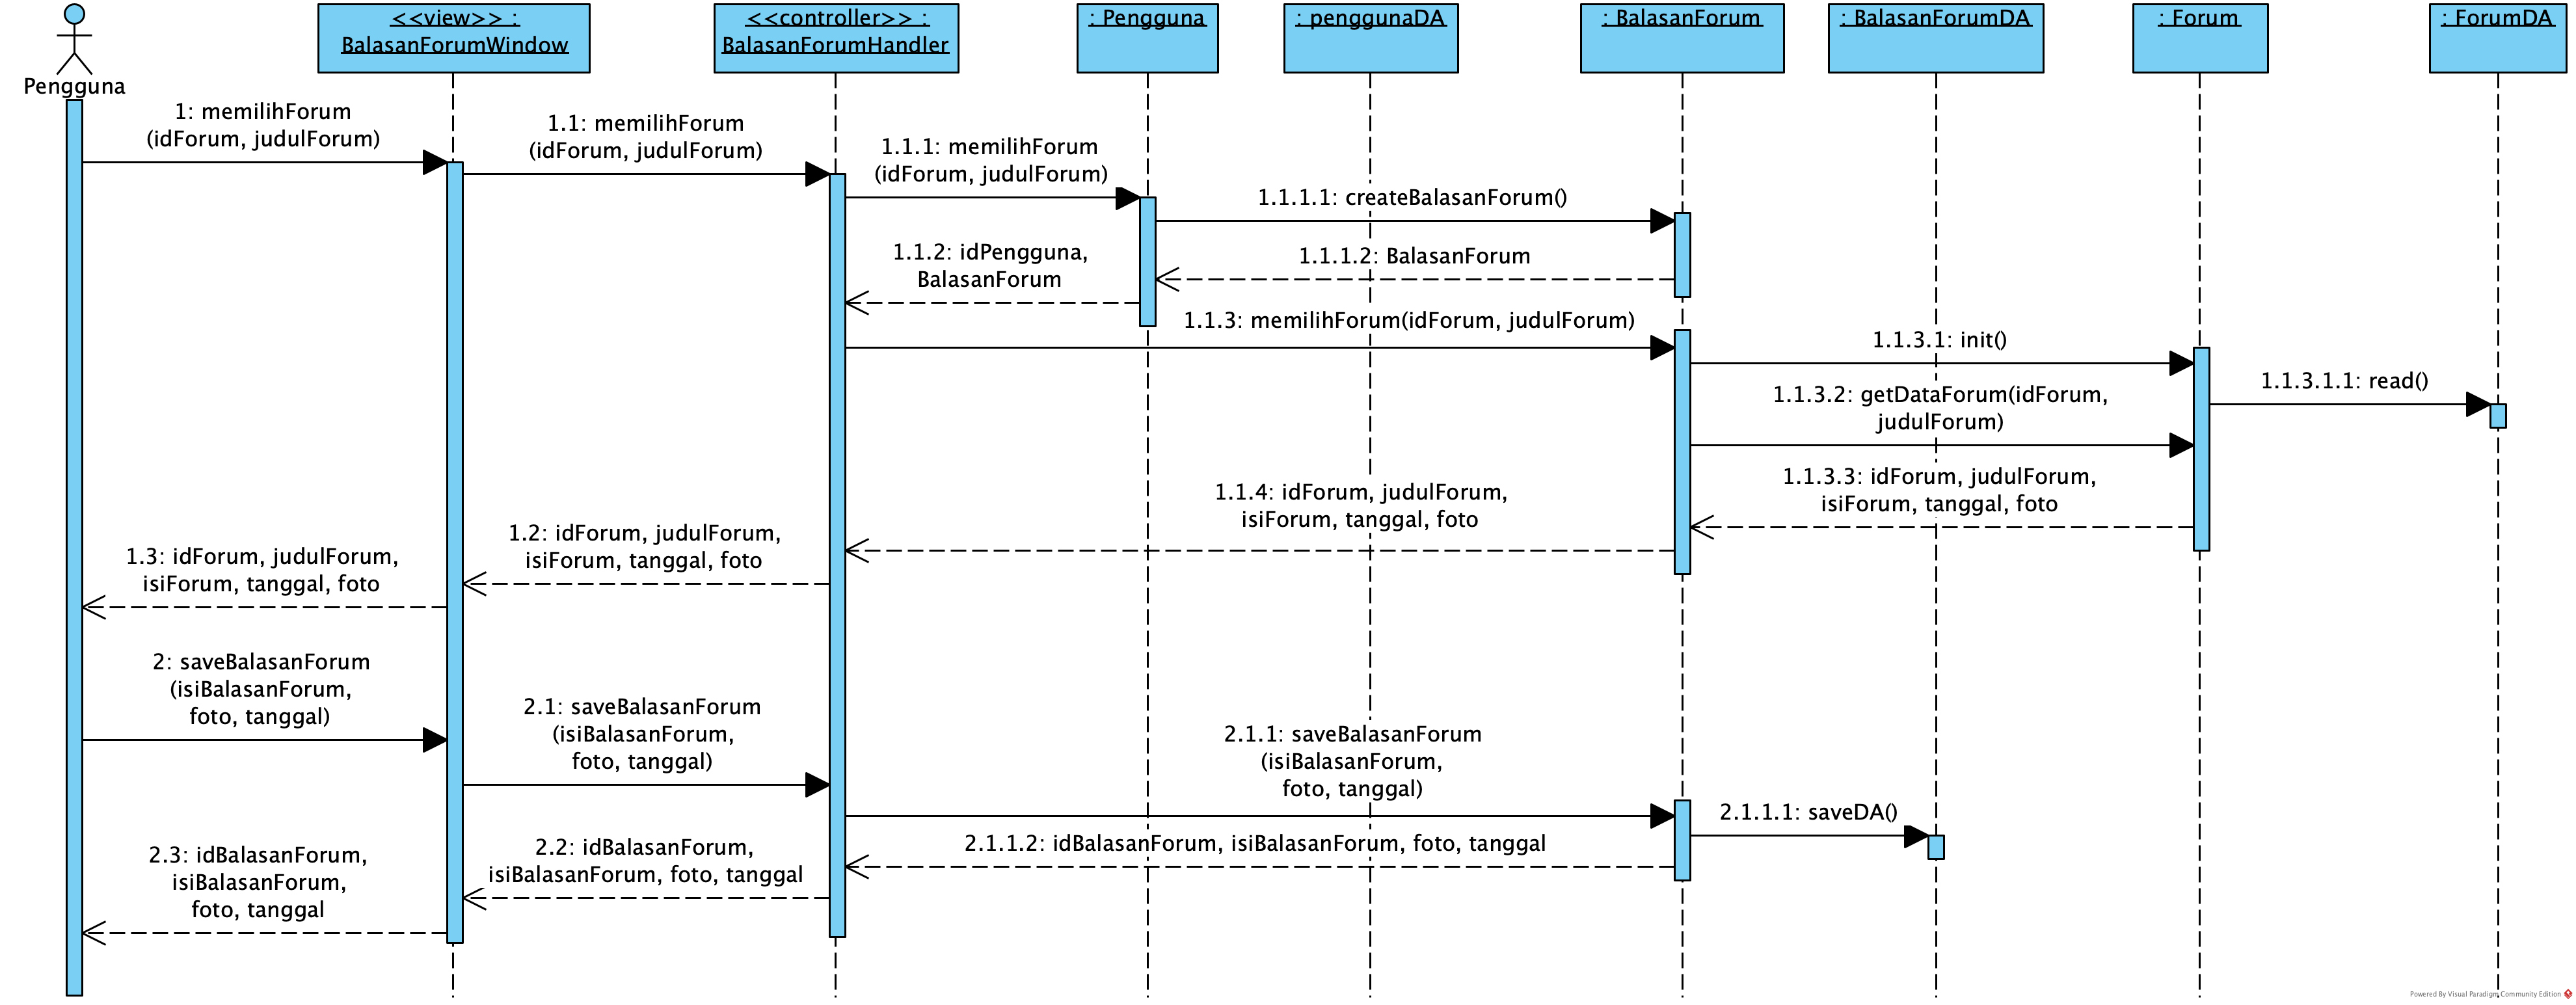 Pengguna
<<view>> :
BalasanForumWindow
<<controller>> :
BalasanForumHandler
: Pengguna
: penggunaDA
: BalasanForum
: BalasanForumDA
: Forum
: ForumDA
1: memilihForum
(idForum, judulForum)
1.1: memilihForum
(idForum, judulForum)
1.1.1: memilihForum
(idForum, judulForum)
1.1.1.1: createBalasanForum()
1.1.1.2: BalasanForum
1.1.2: idPengguna,
BalasanForum
1.1.3: memilihForum(idForum, judulForum)
1.1.3.1: init()
1.1.3.1.1: read()
1.1.3.2: getDataForum(idForum,
judulForum)
1.1.3.3: idForum, judulForum,
isiForum, tanggal, foto
1.1.4: idForum, judulForum,
isiForum, tanggal, foto
1.2: idForum, judulForum,
isiForum, tanggal, foto
1.3: idForum, judulForum,
isiForum, tanggal, foto
2: saveBalasanForum
(isiBalasanForum,
foto, tanggal)
2.1: saveBalasanForum
(isiBalasanForum,
foto, tanggal)
2.1.1: saveBalasanForum
(isiBalasanForum,
foto, tanggal)
2.1.1.1: saveDA()
2.1.1.2: idBalasanForum, isiBalasanForum, foto, tanggal
2.2: idBalasanForum,
isiBalasanForum, foto, tanggal
2.3: idBalasanForum,
isiBalasanForum,
foto, tanggal
Powered By Visual Paradigm Community Edition